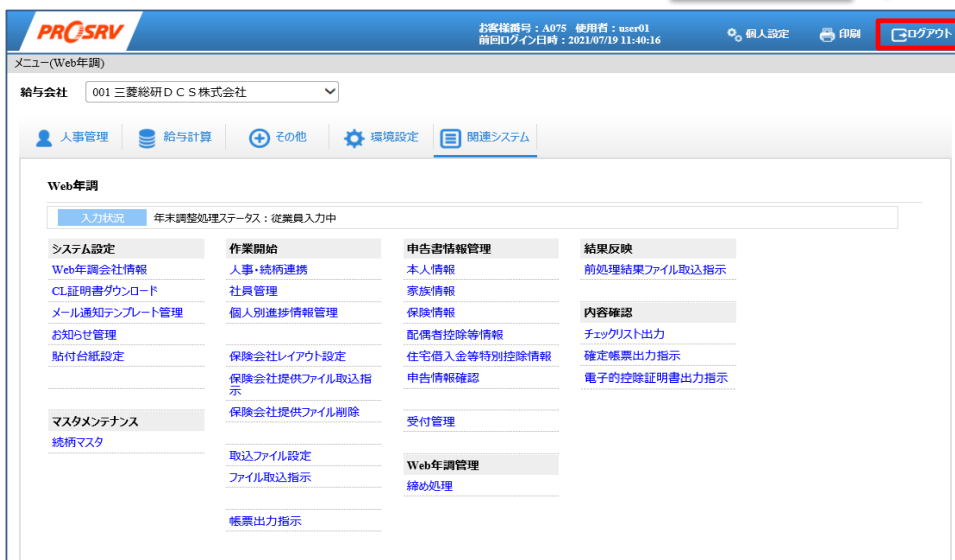 PROSRV
お客様番号：A075 使用者：user01
前回ログイン日時：2021/07/19 11:40:16
個人設定
印刷
ログアウト
メニュー(Web年調)
給与会社
001 三菱総研ＤＣＳ株式会社
人事管理
給与計算
その他
環境設定
関連システム
Web年調
入力状況
年末調整処理ステータス：従業員入力中
システム設定
Web年調会社情報
CL証明書ダウンロード
メール通知テンプレート管理
お知らせ管理
貼付台紙設定
マスタメンテナンス
続柄マスタ
作業開始
人事・続柄連携
社員管理
個人別進捗情報管理
保険会社レイアウト設定
保険会社提供ファイル取込指
示
保険会社提供ファイル削除
取込ファイル設定
ファイル取込指示
帳票出力指示
申告書情報管理
本人情報
家族情報
保険情報
配偶者控除等情報
住宅借入金等特別控除情報
申告情報確認
受付管理
Web年調管理
締め処理
結果反映
前処理結果ファイル取込指示
内容確認
チェックリスト出力
確定帳票出力指示
電子的控除証明書出力指示